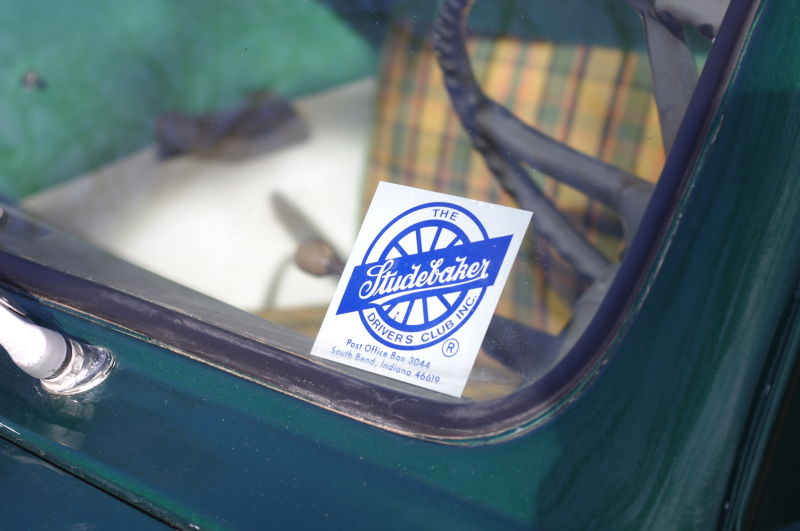 THE
Studebaker
DRIVERS CLUB INC.
®
Post Office Box 3044
South Bend, Indiana 46619